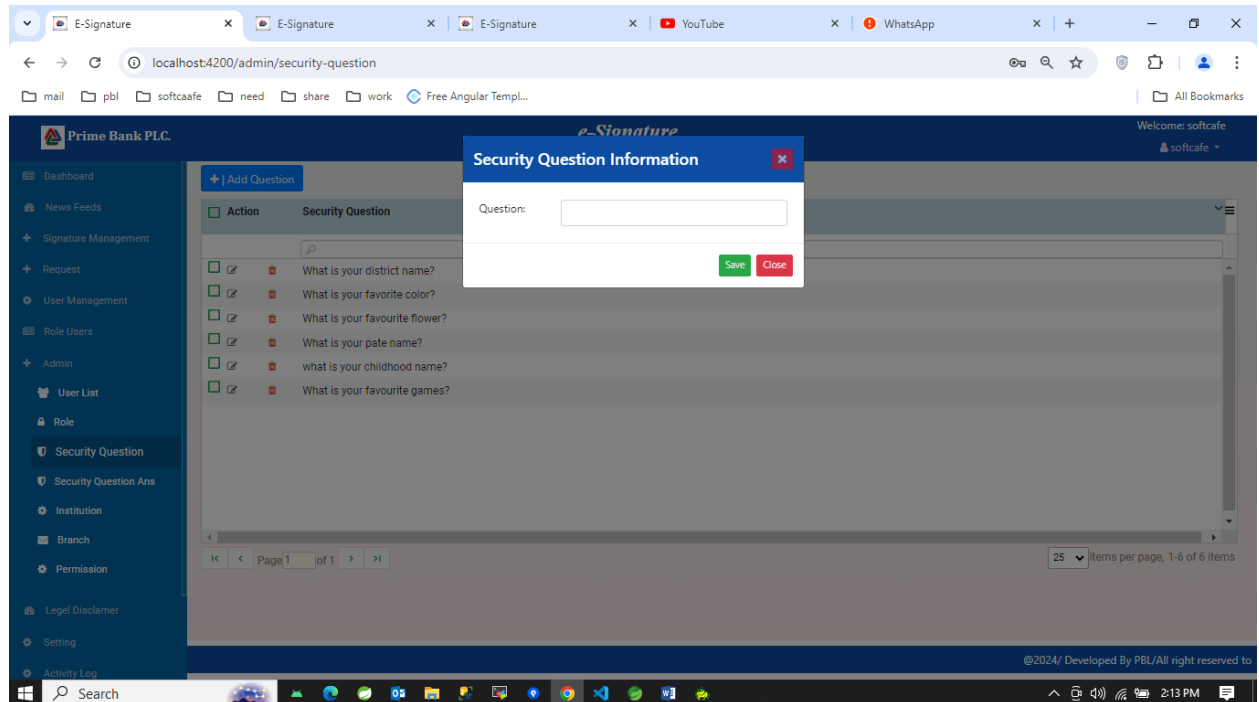 E-Signature
E-Signature
E-Signature
YouTube
WhatsApp
localhost:4200/admin/security-question
mail pbl softcaafe need share work Free Angular Templ... All Bookmarks
Prime Bank PLC.
e-Signature
Welcome: softcafe
softcafe
Dashboard
News Feeds
+ Signature Management
+ Request
User Management
Role Users
+ Admin
User List
Role
Security Question
Security Question Ans
Institution
Branch
Permission
Legel Disclamer
Setting
Activity Log
+ | Add Question
Action Security Question
What is your district name?
What is your favorite color?
What is your favourite flower?
What is your pate name?
what is your childhood name?
What is your favourite games?
Security Question Information
Question:
Save Close
Page 1 of 1
25 items per page, 1-6 of 6 items
@2024/ Developed By PBL/All right reserved to
Search
2:13 PM